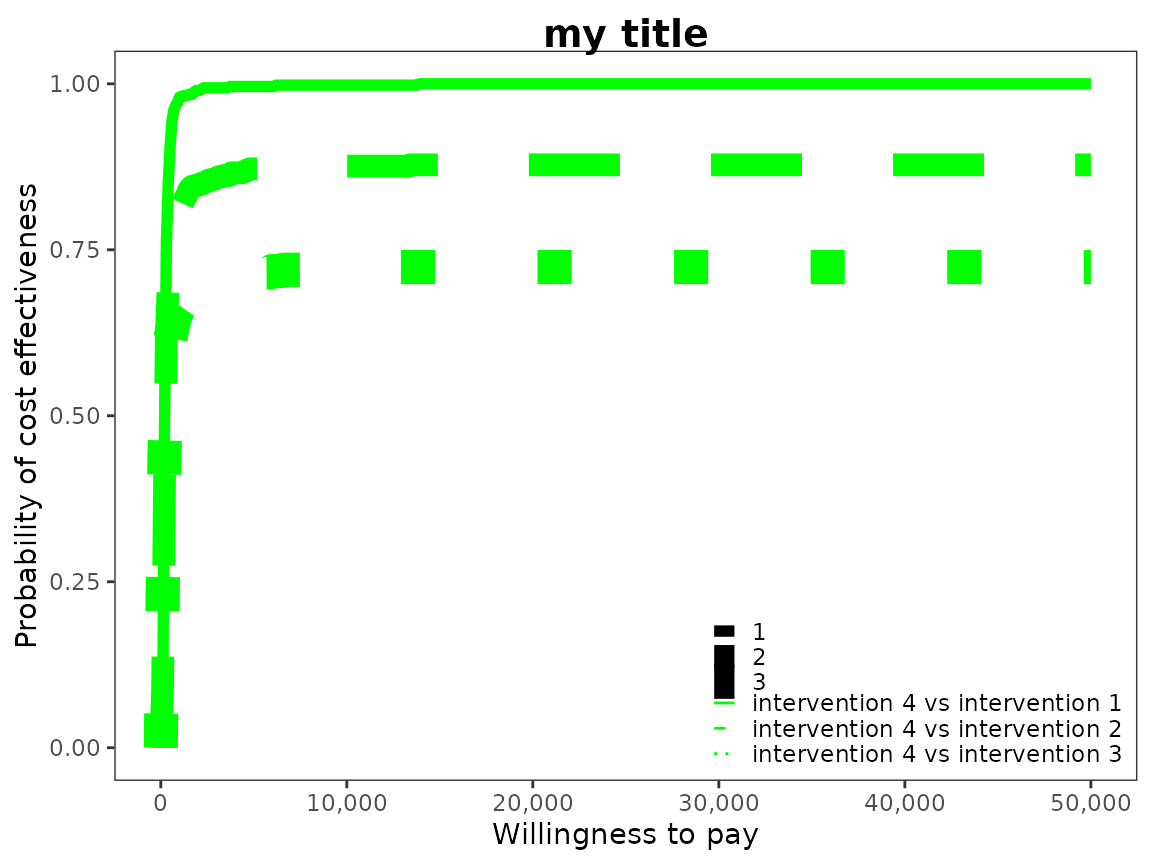 my title
Probability of cost effectiveness
1.00
0.75
0.50
0.25
0.00
1
2
3
intervention 4 vs intervention 1
intervention 4 vs intervention 2
intervention 4 vs intervention 3
0 10,000 20,000 30,000 40,000 50,000
Willingness to pay